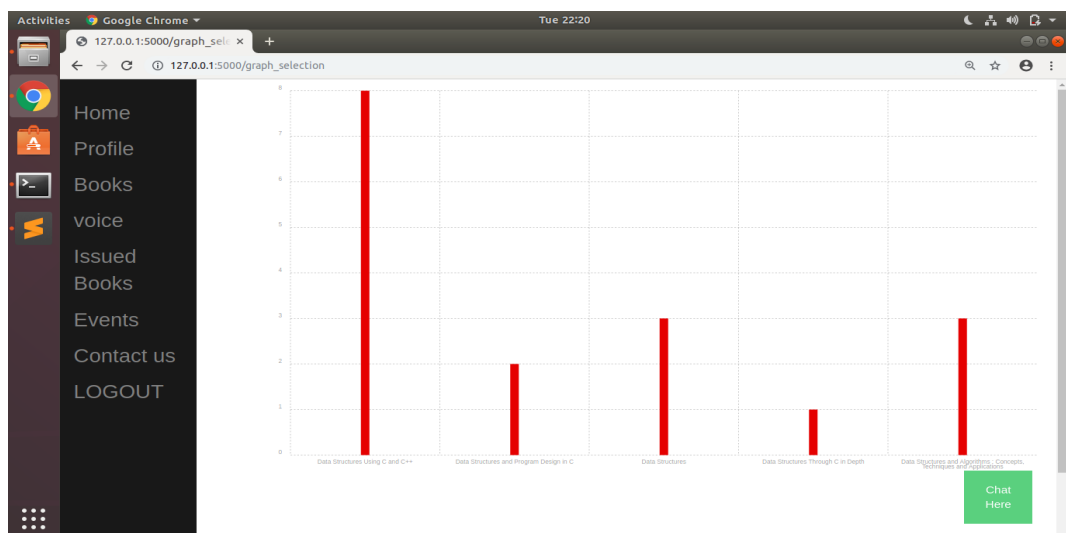 Activities
Google Chrome
Tue 22:20
127.0.0.1:5000/graph_sele
127.0.0.1:5000/graph_selection
Home
Profile
Books
voice
Issued
Books
Events
Contact us
LOGOUT
8
7
6
5
4
3
2
1
0
Data Structures Using C and C++
Data Structures and Program Design in C
Data Structures
Data Structures Through C in Depth
Data Structures and Algorithms : Concepts,
Techniques and Applications
Chat
Here